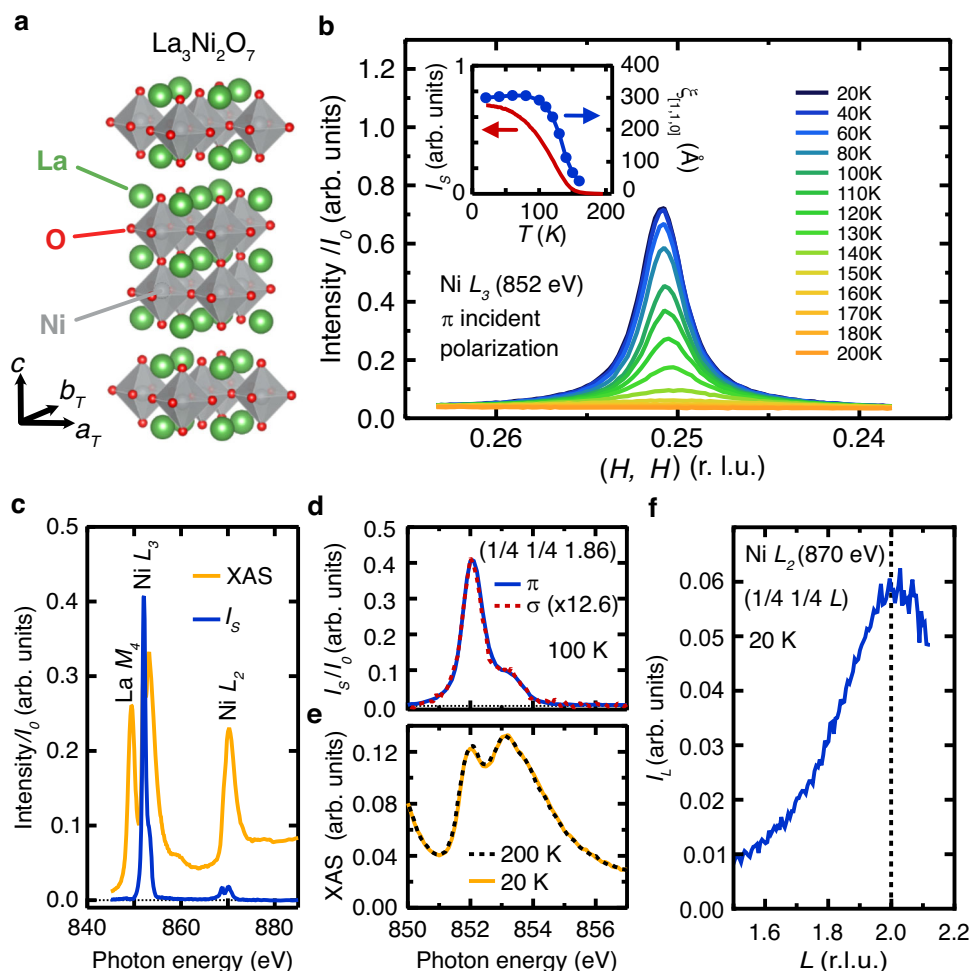 a
La₃Ni₂O₇
La
O
Ni
c
b_T
a_T
b
Intensity /I₀ (arb. units)
1.2
1.0
0.8
0.6
0.4
0.2
0.0
0.26
0.25
0.24
(H, H) (r. l.u.)
Ni L₃ (852 eV)
π incident
polarization
I_S (arb. units)
1
0
400
300
200
100
0
ξ[1,1,0] (Å)
0
100
200
T (K)
20K
40K
60K
80K
100K
110K
120K
130K
140K
150K
160K
170K
180K
200K
c
Intensity/I₀ (arb. units)
0.5
0.4
0.3
0.2
0.1
0.0
840
860
880
Photon energy (eV)
La M₄
Ni L₃
Ni L₂
XAS
I_S
d
I_S/I₀ (arb. units)
0.5
0.4
0.3
0.2
0.1
0.0
(1/4 1/4 1.86)
π
σ (x12.6)
100 K
e
XAS (arb. units)
0.12
0.08
0.04
0.00
200 K
20 K
850
852
854
856
Photon energy (eV)
f
I_L (arb. units)
0.06
0.05
0.04
0.03
0.02
0.01
0.00
Ni L₂ (870 eV)
(1/4 1/4 L)
20 K
1.6
1.8
2.0
2.2
L (r.l.u.)